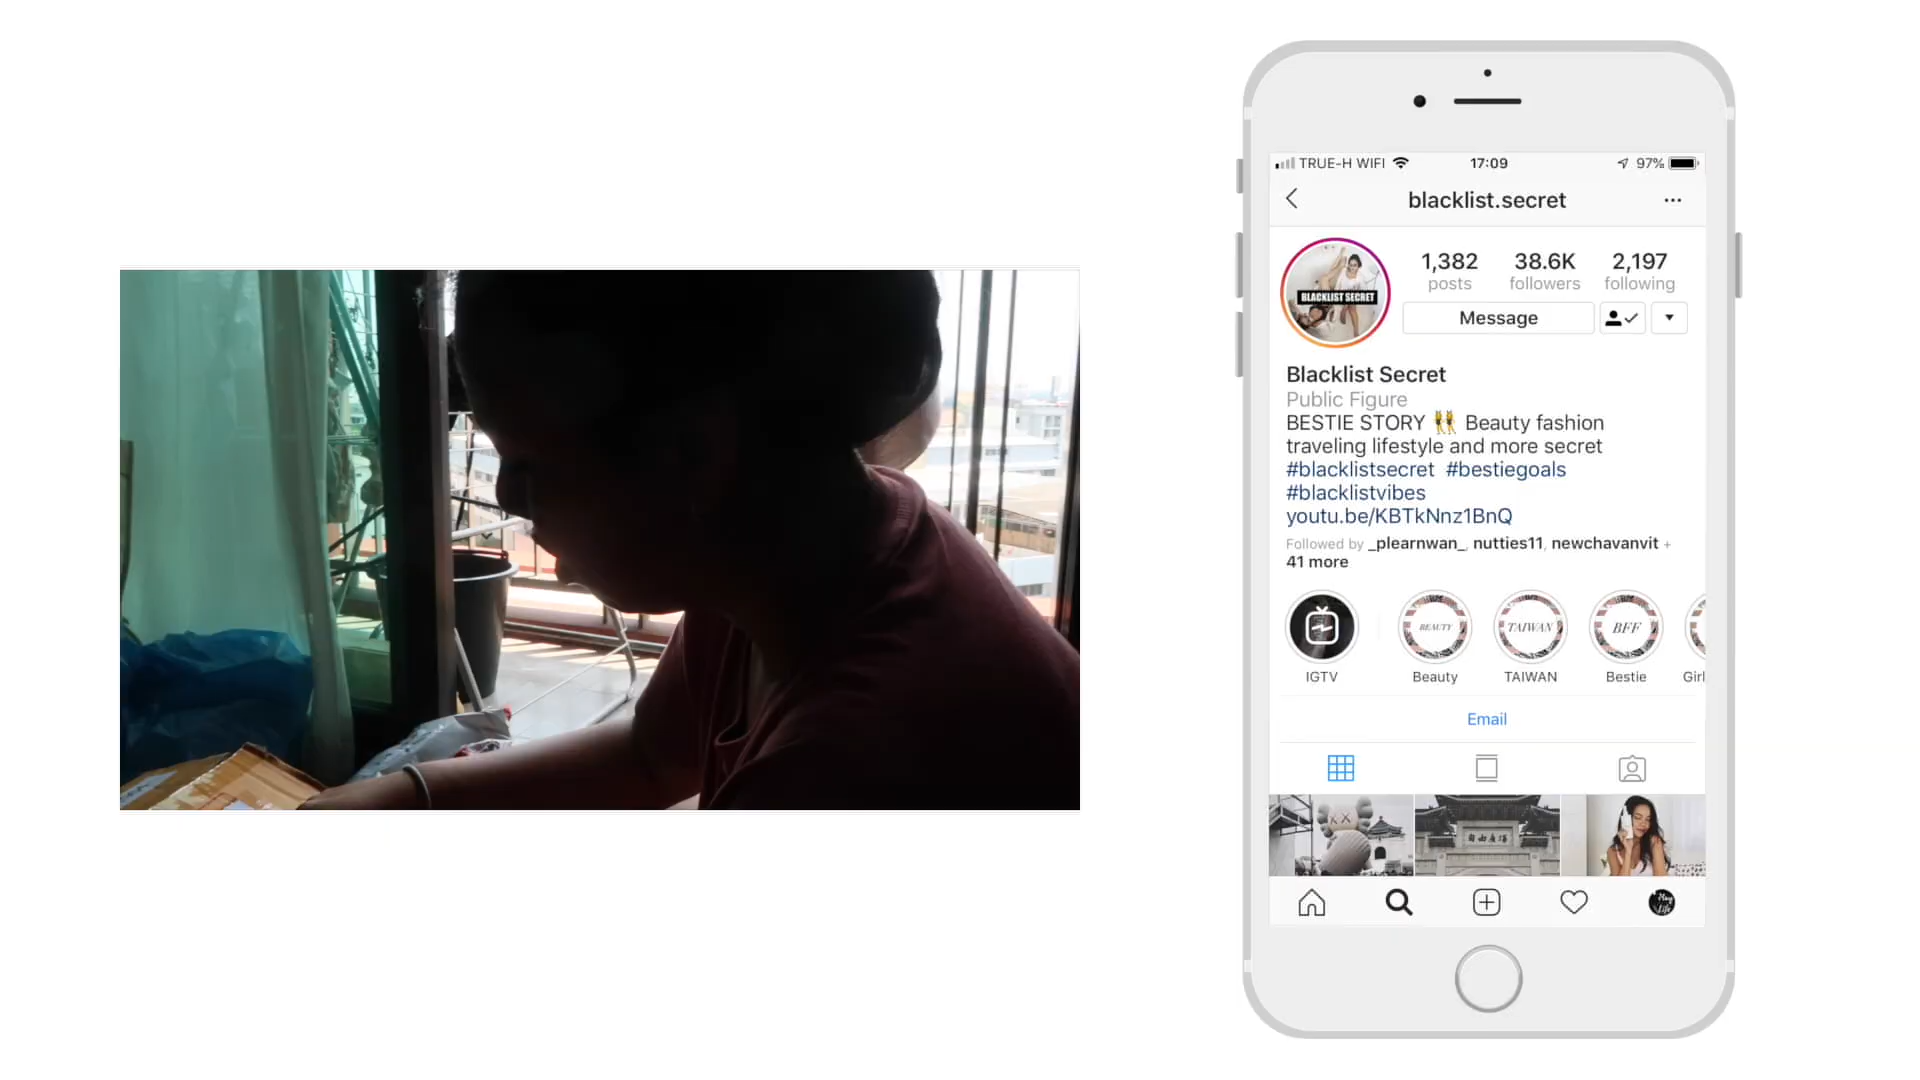 TRUE-H WIFI 17:09 97%
blacklist.secret
1,382 38.6K 2,197
posts followers following
BLACKLIST SECRET
Message
Blacklist Secret
Public Figure
BESTIE STORY 👯 Beauty fashion
traveling lifestyle and more secret
#blacklistsecret #bestiegoals
#blacklistvibes
youtu.be/KBTkNnz1BnQ
Followed by _plearnwan_, nutties11, newchavanvit +
41 more
BEAUTY TAIWAN BFF
IGTV Beauty TAIWAN Bestie Girl
Email